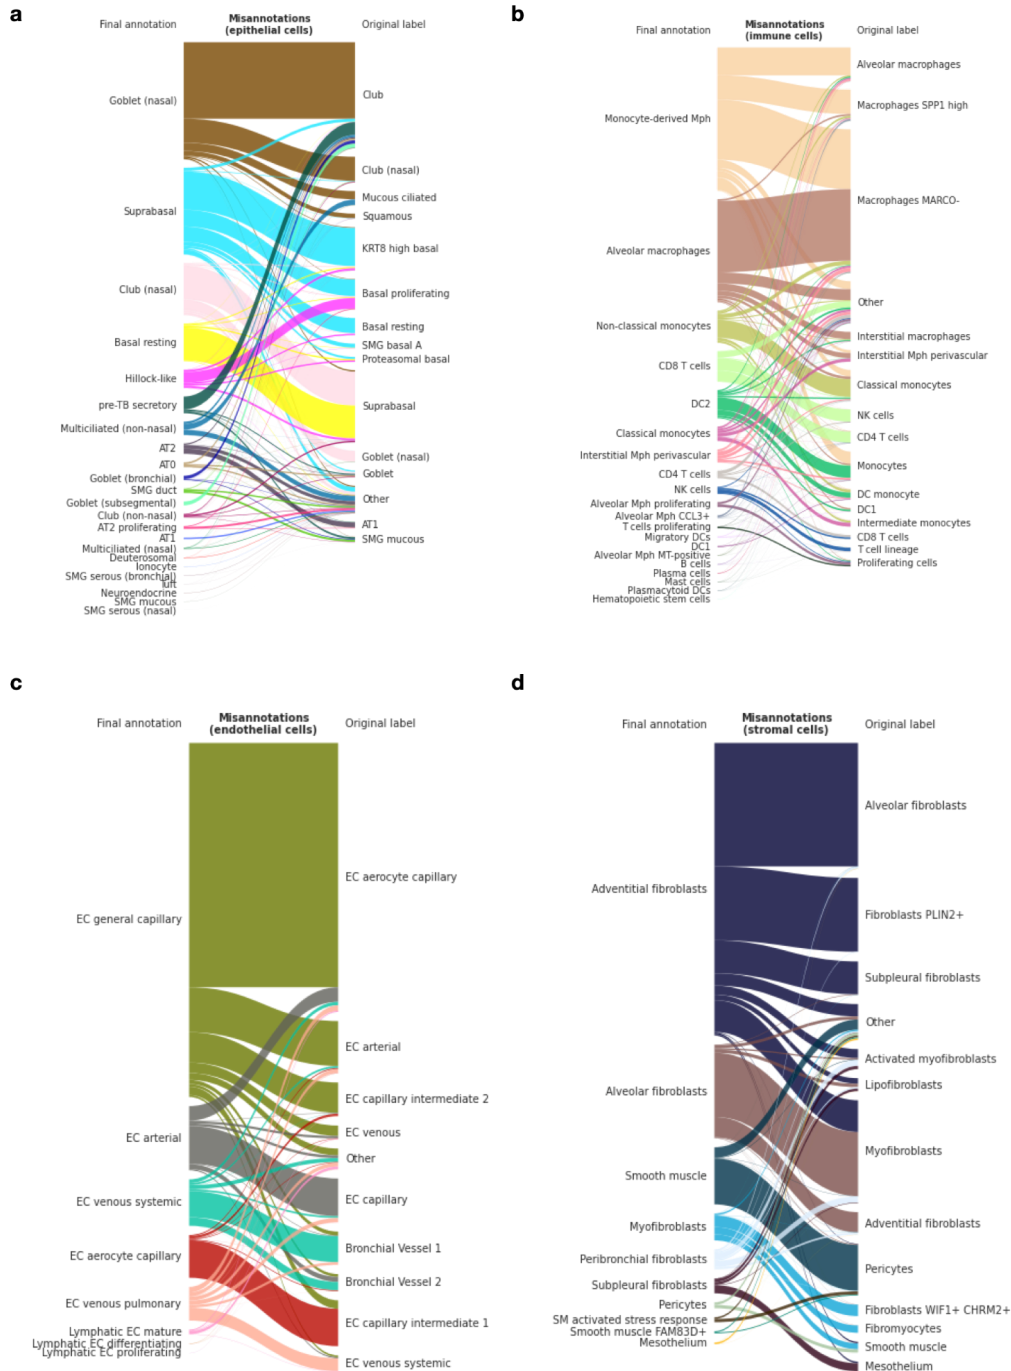 a
Final annotation
Misannotations
(epithelial cells)
Original label
Goblet (nasal)
Suprabasal
Club (nasal)
Basal resting
Hillock-like
pre-TB secretory
Multiciliated (non-nasal)
AT2
AT0
Goblet (bronchial)
SMG duct
Goblet (subsegmental)
Club (non-nasal)
AT2 proliferating
AT1
Multiciliated (nasal)
Deuterosomal
Ionocyte
SMG serous (bronchial)
Tuft
Neuroendocrine
SMG mucous
SMG serous (nasal)
Club
Club (nasal)
Mucous ciliated
Squamous
KRT8 high basal
Basal proliferating
Basal resting
SMG basal A
Proteasomal basal
Suprabasal
Goblet (nasal)
Goblet
Other
AT1
SMG mucous
b
Final annotation
Misannotations
(immune cells)
Original label
Monocyte-derived Mph
Alveolar macrophages
Non-classical monocytes
CD8 T cells
DC2
Classical monocytes
Interstitial Mph perivascular
CD4 T cells
NK cells
Alveolar Mph proliferating
Alveolar Mph CCL3+
T cells proliferating
Migratory DCs
DC1
Alveolar Mph MT-positive
B cells
Plasma cells
Mast cells
Plasmacytoid DCs
Hematopoietic stem cells
Alveolar macrophages
Macrophages SPP1 high
Macrophages MARCO-
Other
Interstitial macrophages
Interstitial Mph perivascular
Classical monocytes
NK cells
CD4 T cells
Monocytes
DC monocyte
DC1
Intermediate monocytes
CD8 T cells
T cell lineage
Proliferating cells
c
Final annotation
Misannotations
(endothelial cells)
Original label
EC general capillary
EC arterial
EC venous systemic
EC aerocyte capillary
EC venous pulmonary
Lymphatic EC mature
Lymphatic EC differentiating
Lymphatic EC proliferating
EC aerocyte capillary
EC arterial
EC capillary intermediate 2
EC venous
Other
EC capillary
Bronchial Vessel 1
Bronchial Vessel 2
EC capillary intermediate 1
EC venous systemic
d
Final annotation
Misannotations
(stromal cells)
Original label
Adventitial fibroblasts
Alveolar fibroblasts
Smooth muscle
Myofibroblasts
Peribronchial fibroblasts
Subpleural fibroblasts
Pericytes
SM activated stress response
Smooth muscle FAM83D+
Mesothelium
Alveolar fibroblasts
Fibroblasts PLIN2+
Subpleural fibroblasts
Other
Activated myofibroblasts
Lipofibroblasts
Myofibroblasts
Adventitial fibroblasts
Pericytes
Fibroblasts WIF1+ CHRM2+
Fibromyocytes
Smooth muscle
Mesothelium